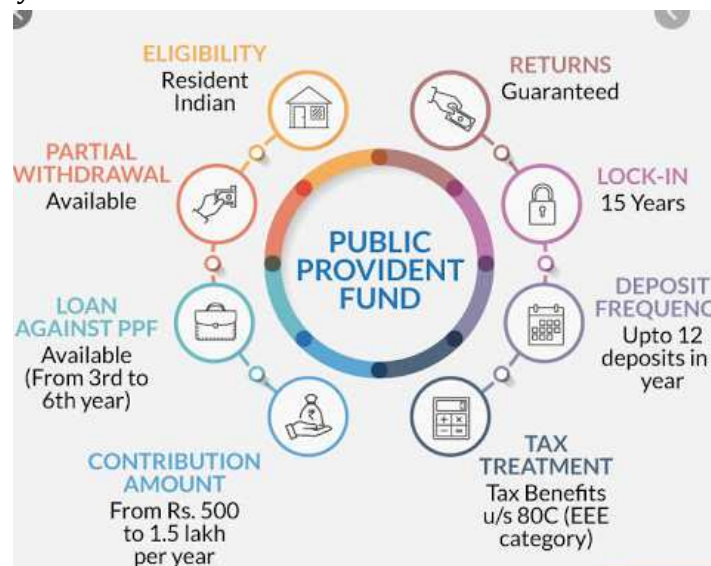 ELIGIBILITY
Resident
Indian
RETURNS
Guaranteed
PARTIAL
WITHDRAWAL
Available
LOCK-IN
15 Years
PUBLIC
PROVIDENT
FUND
LOAN
AGAINST PPF
Available
(From 3rd to
6th year)
DEPOSIT
FREQUENC
Upto 12
deposits in
year
CONTRIBUTION
AMOUNT
From Rs. 500
to 1.5 lakh
per year
TAX
TREATMENT
Tax Benefits
u/s 80C (EEE
category)